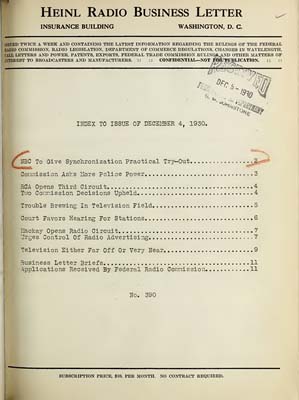 HEINL RADIO BUSINESS LETTER
INSURANCE BUILDING WASHINGTON, D. C.
ISSUED TWICE A WEEK AND CONTAINING THE LATEST INFORMATION REGARDING THE RULINGS OF THE FEDERAL
RADIO COMMISSION, RADIO LEGISLATION, DEPARTMENT OF COMMERCE REGULATIONS, CHANGES IN WAVELENGTH,
CALL LETTERS AND POWER, PATENTS, EXPORTS, FEDERAL TRADE COMMISSION RULINGS AND OTHER MATTERS OF
INTEREST TO BROADCASTERS AND MANUFACTURERS. :: :: CONFIDENTIAL—NOT FOR PUBLICATION. :: ::
RECEIVED
DEC 5 - 1930
G. W. JOHNSTONE
INDEX TO ISSUE OF DECEMBER 4, 1930.
NBC To Give Synchronization Practical Try-Out...............2
Commission Asks More Police Power...........................3
RCA Opens Third Circuit.....................................4
Two Commission Decisions Upheld.............................4
Trouble Brewing In Television Field.........................5
Court Favors Hearing For Stations...........................6
Mackay Opens Radio Circuit..................................7
Urges Control Of Radio Advertising..........................7
Television Either Far Off Or Very Near......................9
Business Letter Briefs.....................................11
Applications Received By Federal Radio Commission..........11
No. 390
SUBSCRIPTION PRICE, $10. PER MONTH. NO CONTRACT REQUIRED.